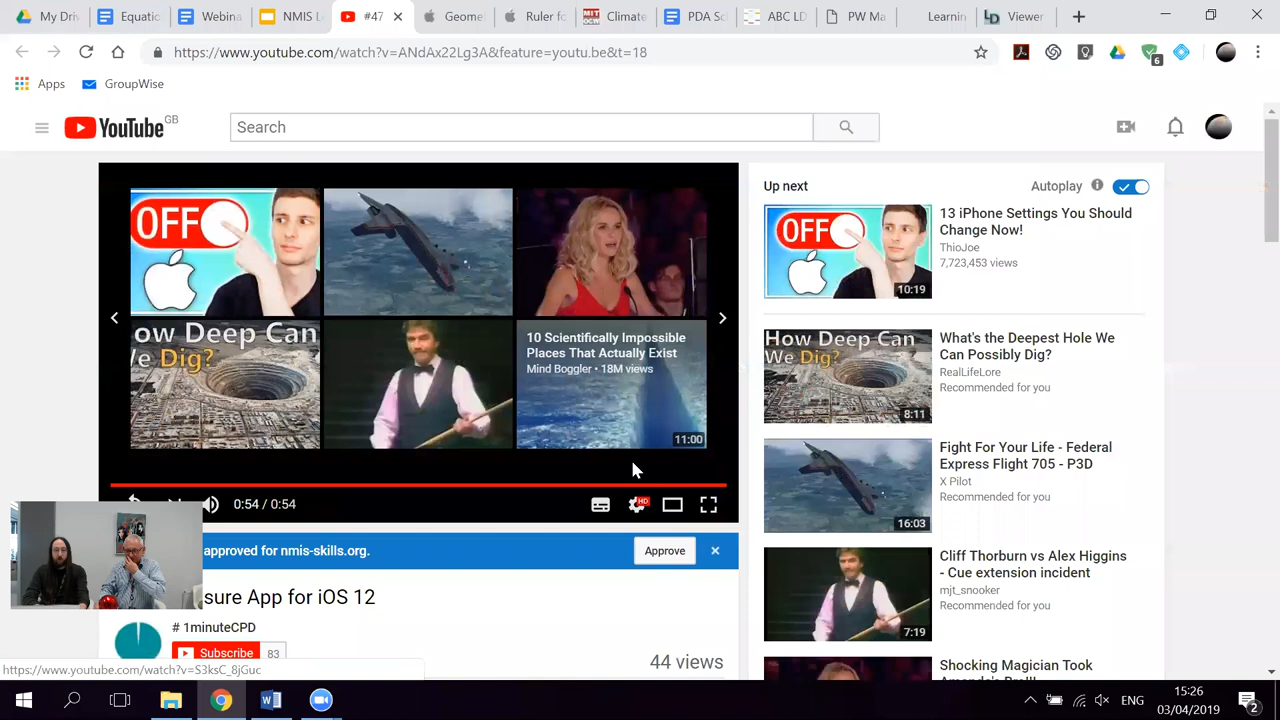 My Dri
Equatio
Webina
NMIS S
#47
Geome
Ruler fo
Climate
PDA S
ABC L
PW Ma
Learnin
Viewe
https://www.youtube.com/watch?v=ANdAx22Lg3A&feature=youtu.be&t=18
6
Apps
GroupWise
YouTube GB
Search
Up next
Autoplay
OFF
10 Scientifically Impossible
Places That Actually Exist
Mind Boggler • 18M views
11:00
ow Deep Can
We Dig?
0:54 / 0:54
HD
OFF
10:19
13 iPhone Settings You Should
Change Now!
ThioJoe
7,723,453 views
How Deep Can
We Dig?
8:11
What's the Deepest Hole We
Can Possibly Dig?
RealLifeLore
Recommended for you
16:03
Fight For Your Life - Federal
Express Flight 705 - P3D
X Pilot
Recommended for you
7:19
Cliff Thorburn vs Alex Higgins
- Cue extension incident
mjt_snooker
Recommended for you
Shocking Magician Took
approved for nmis-skills.org.
Approve
sure App for iOS 12
# 1minuteCPD
Subscribe
83
44 views
https://www.youtube.com/watch?v=S3ksC_8jGuc
ENG
15:26
03/04/2019
2